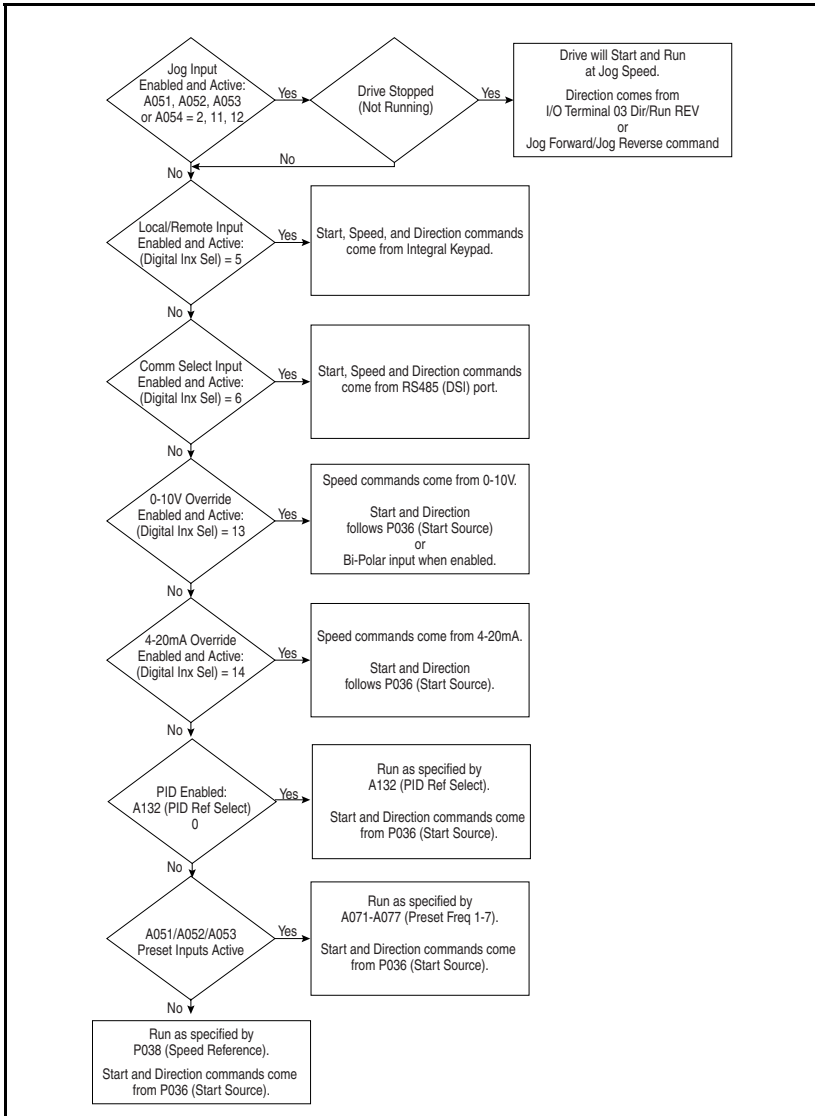 Jog Input
Enabled and Active:
A051, A052, A053
or A054 = 2, 11, 12
Yes
Drive Stopped
(Not Running)
Yes
Drive will Start and Run
at Jog Speed.
Direction comes from
I/O Terminal 03 Dir/Run REV
or
Jog Forward/Jog Reverse command
No
No
Local/Remote Input
Enabled and Active:
(Digital Inx Sel) = 5
Yes
Start, Speed, and Direction commands
come from Integral Keypad.
No
Comm Select Input
Enabled and Active:
(Digital Inx Sel) = 6
Yes
Start, Speed and Direction commands
come from RS485 (DSI) port.
No
0-10V Override
Enabled and Active:
(Digital Inx Sel) = 13
Yes
Speed commands come from 0-10V.
Start and Direction
follows P036 (Start Source)
or
Bi-Polar input when enabled.
No
4-20mA Override
Enabled and Active:
(Digital Inx Sel) = 14
Yes
Speed commands come from 4-20mA.
Start and Direction
follows P036 (Start Source).
No
PID Enabled:
A132 (PID Ref Select)
0
Yes
Run as specified by
A132 (PID Ref Select).
Start and Direction commands come
from P036 (Start Source).
No
A051/A052/A053
Preset Inputs Active
Yes
Run as specified by
A071-A077 (Preset Freq 1-7).
Start and Direction commands come
from P036 (Start Source).
No
Run as specified by
P038 (Speed Reference).
Start and Direction commands come
from P036 (Start Source).